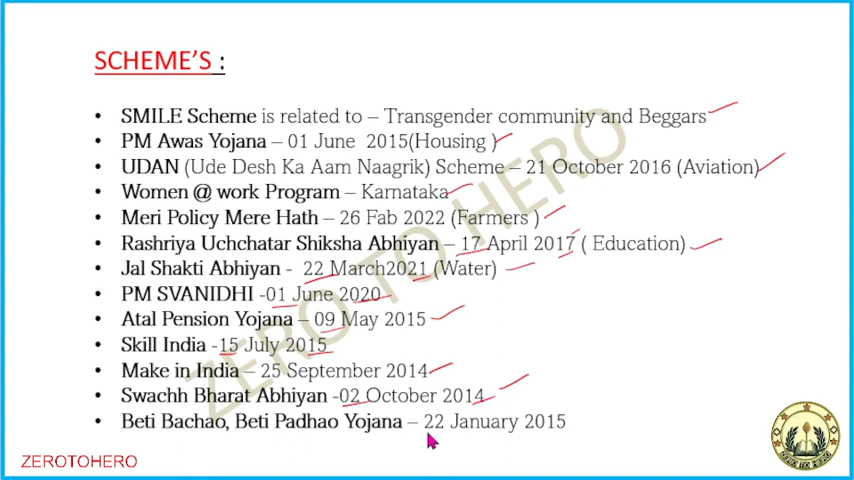 SCHEME'S :
• SMILE Scheme is related to – Transgender community and Beggars
• PM Awas Yojana – 01 June 2015(Housing )
• UDAN (Ude Desh Ka Aam Naagrik) Scheme – 21 October 2016 (Aviation)
• Women @ work Program – Karnataka
• Meri Policy Mere Hath – 26 Fab 2022 (Farmers )
• Rashriya Uchchatar Shiksha Abhiyan – 17 April 2017 ( Education)
• Jal Shakti Abhiyan - 22 March2021 (Water)
• PM SVANIDHI -01 June 2020
• Atal Pension Yojana – 09 May 2015
• Skill India -15 July 2015
• Make in India – 25 September 2014
• Swachh Bharat Abhiyan -02 October 2014
• Beti Bachao, Beti Padhao Yojana – 22 January 2015
ZERO TO HERO
ZEROTOHERO
ZERO TO HERO